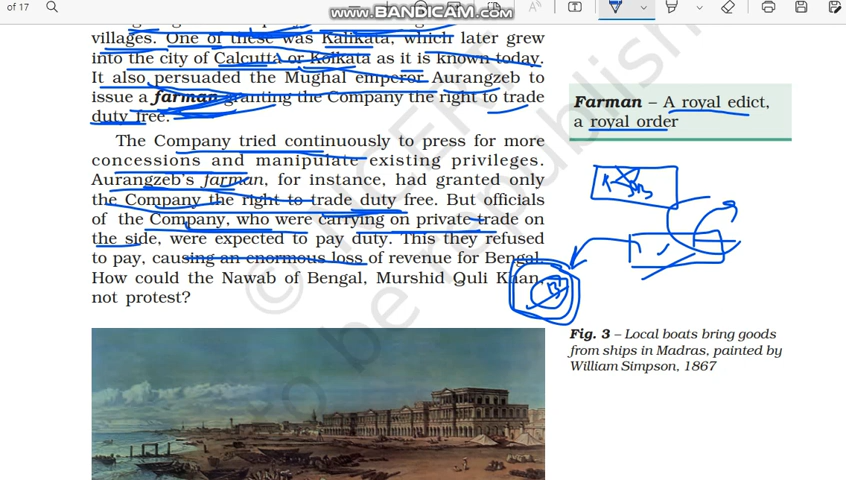 of 17
www.BANDICAM.com
villages. One of these was Kalikata, which later grew
into the city of Calcutta or Kolkata as it is known today.
It also persuaded the Mughal emperor Aurangzeb to
issue a farman granting the Company the right to trade
duty free.
The Company tried continuously to press for more
concessions and manipulate existing privileges.
Aurangzeb's farman, for instance, had granted only
the Company the right to trade duty free. But officials
of the Company, who were carrying on private trade on
the side, were expected to pay duty. This they refused
to pay, causing an enormous loss of revenue for Bengal.
How could the Nawab of Bengal, Murshid Quli Khan,
not protest?
Farman – A royal edict,
a royal order
Fig. 3 – Local boats bring goods
from ships in Madras, painted by
William Simpson, 1867
© NCERT
to be republish